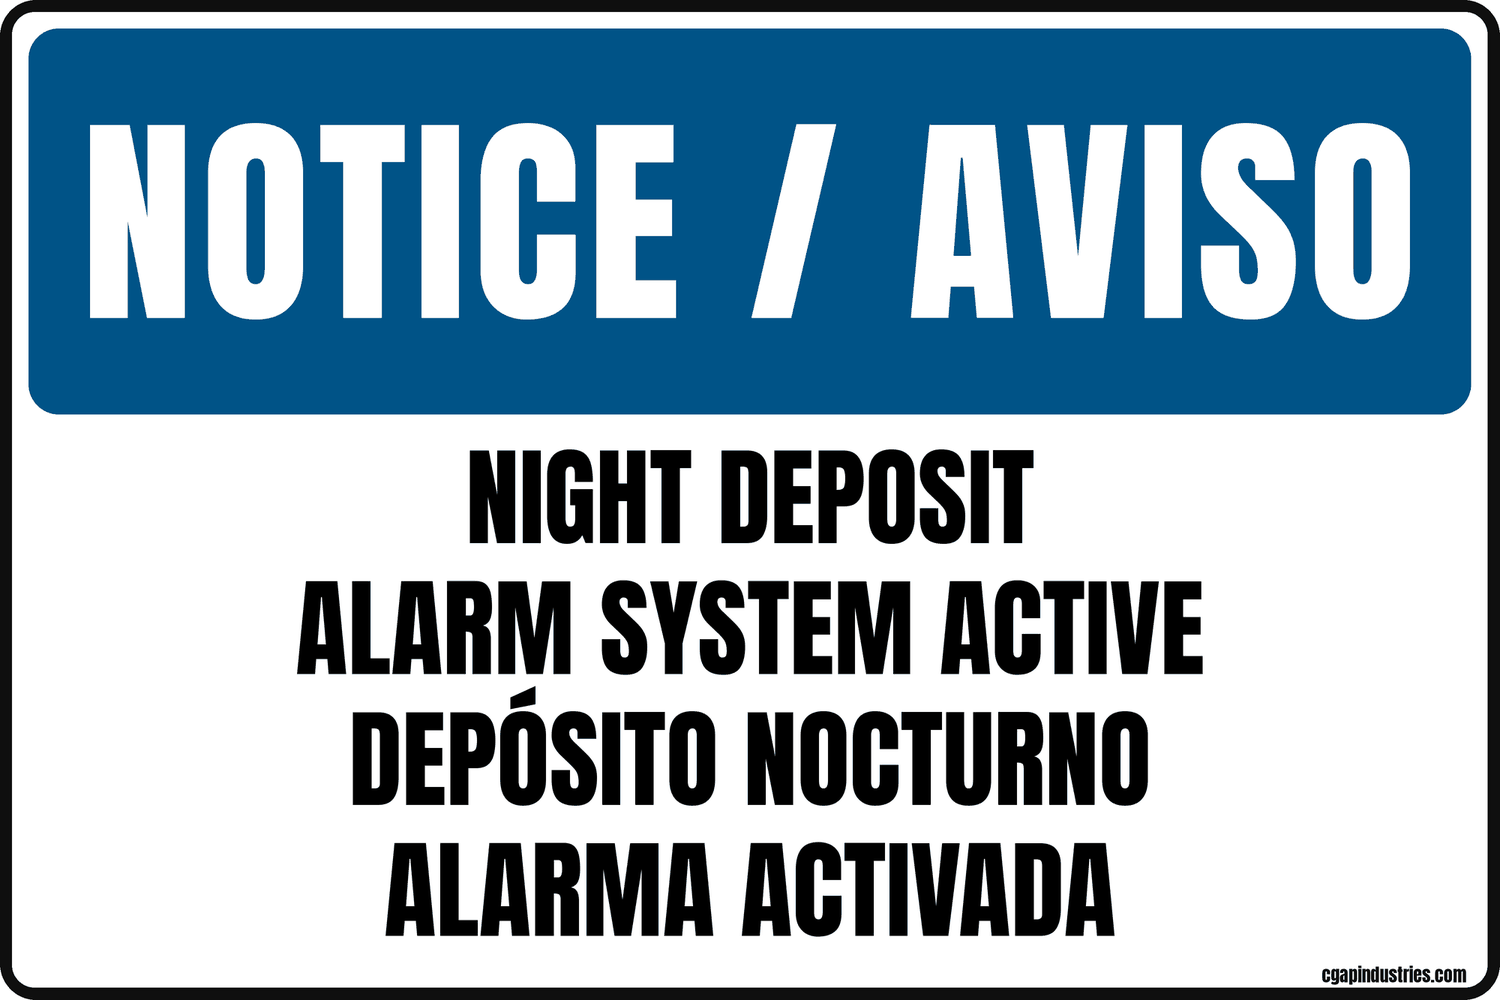 NOTICE / AVISO
NIGHT DEPOSIT
ALARM SYSTEM ACTIVE
DEPÓSITO NOCTURNO
ALARMA ACTIVADA
cgapindustries.com